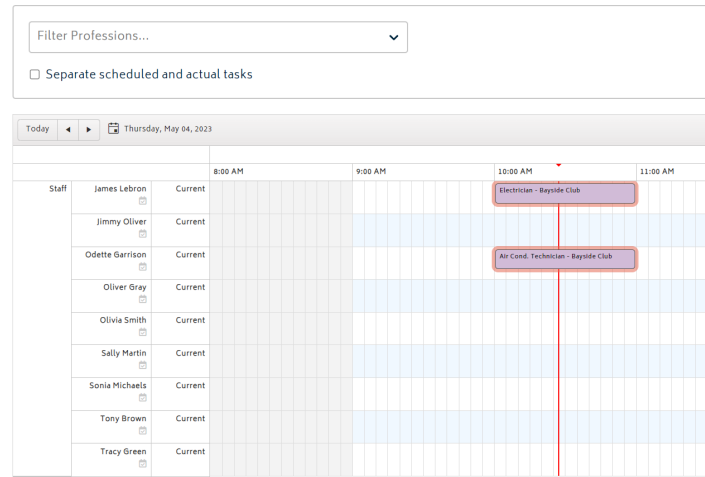 Filter Professions...
Separate scheduled and actual tasks
Today Thursday, May 04, 2023
8:00 AM 9:00 AM 10:00 AM 11:00 AM
Staff James Lebron Current Electrician - Bayside Club
Jimmy Oliver Current
Odette Garrison Current Air Cond. Technician - Bayside Club
Oliver Gray Current
Olivia Smith Current
Sally Martin Current
Sonia Michaels Current
Tony Brown Current
Tracy Green Current